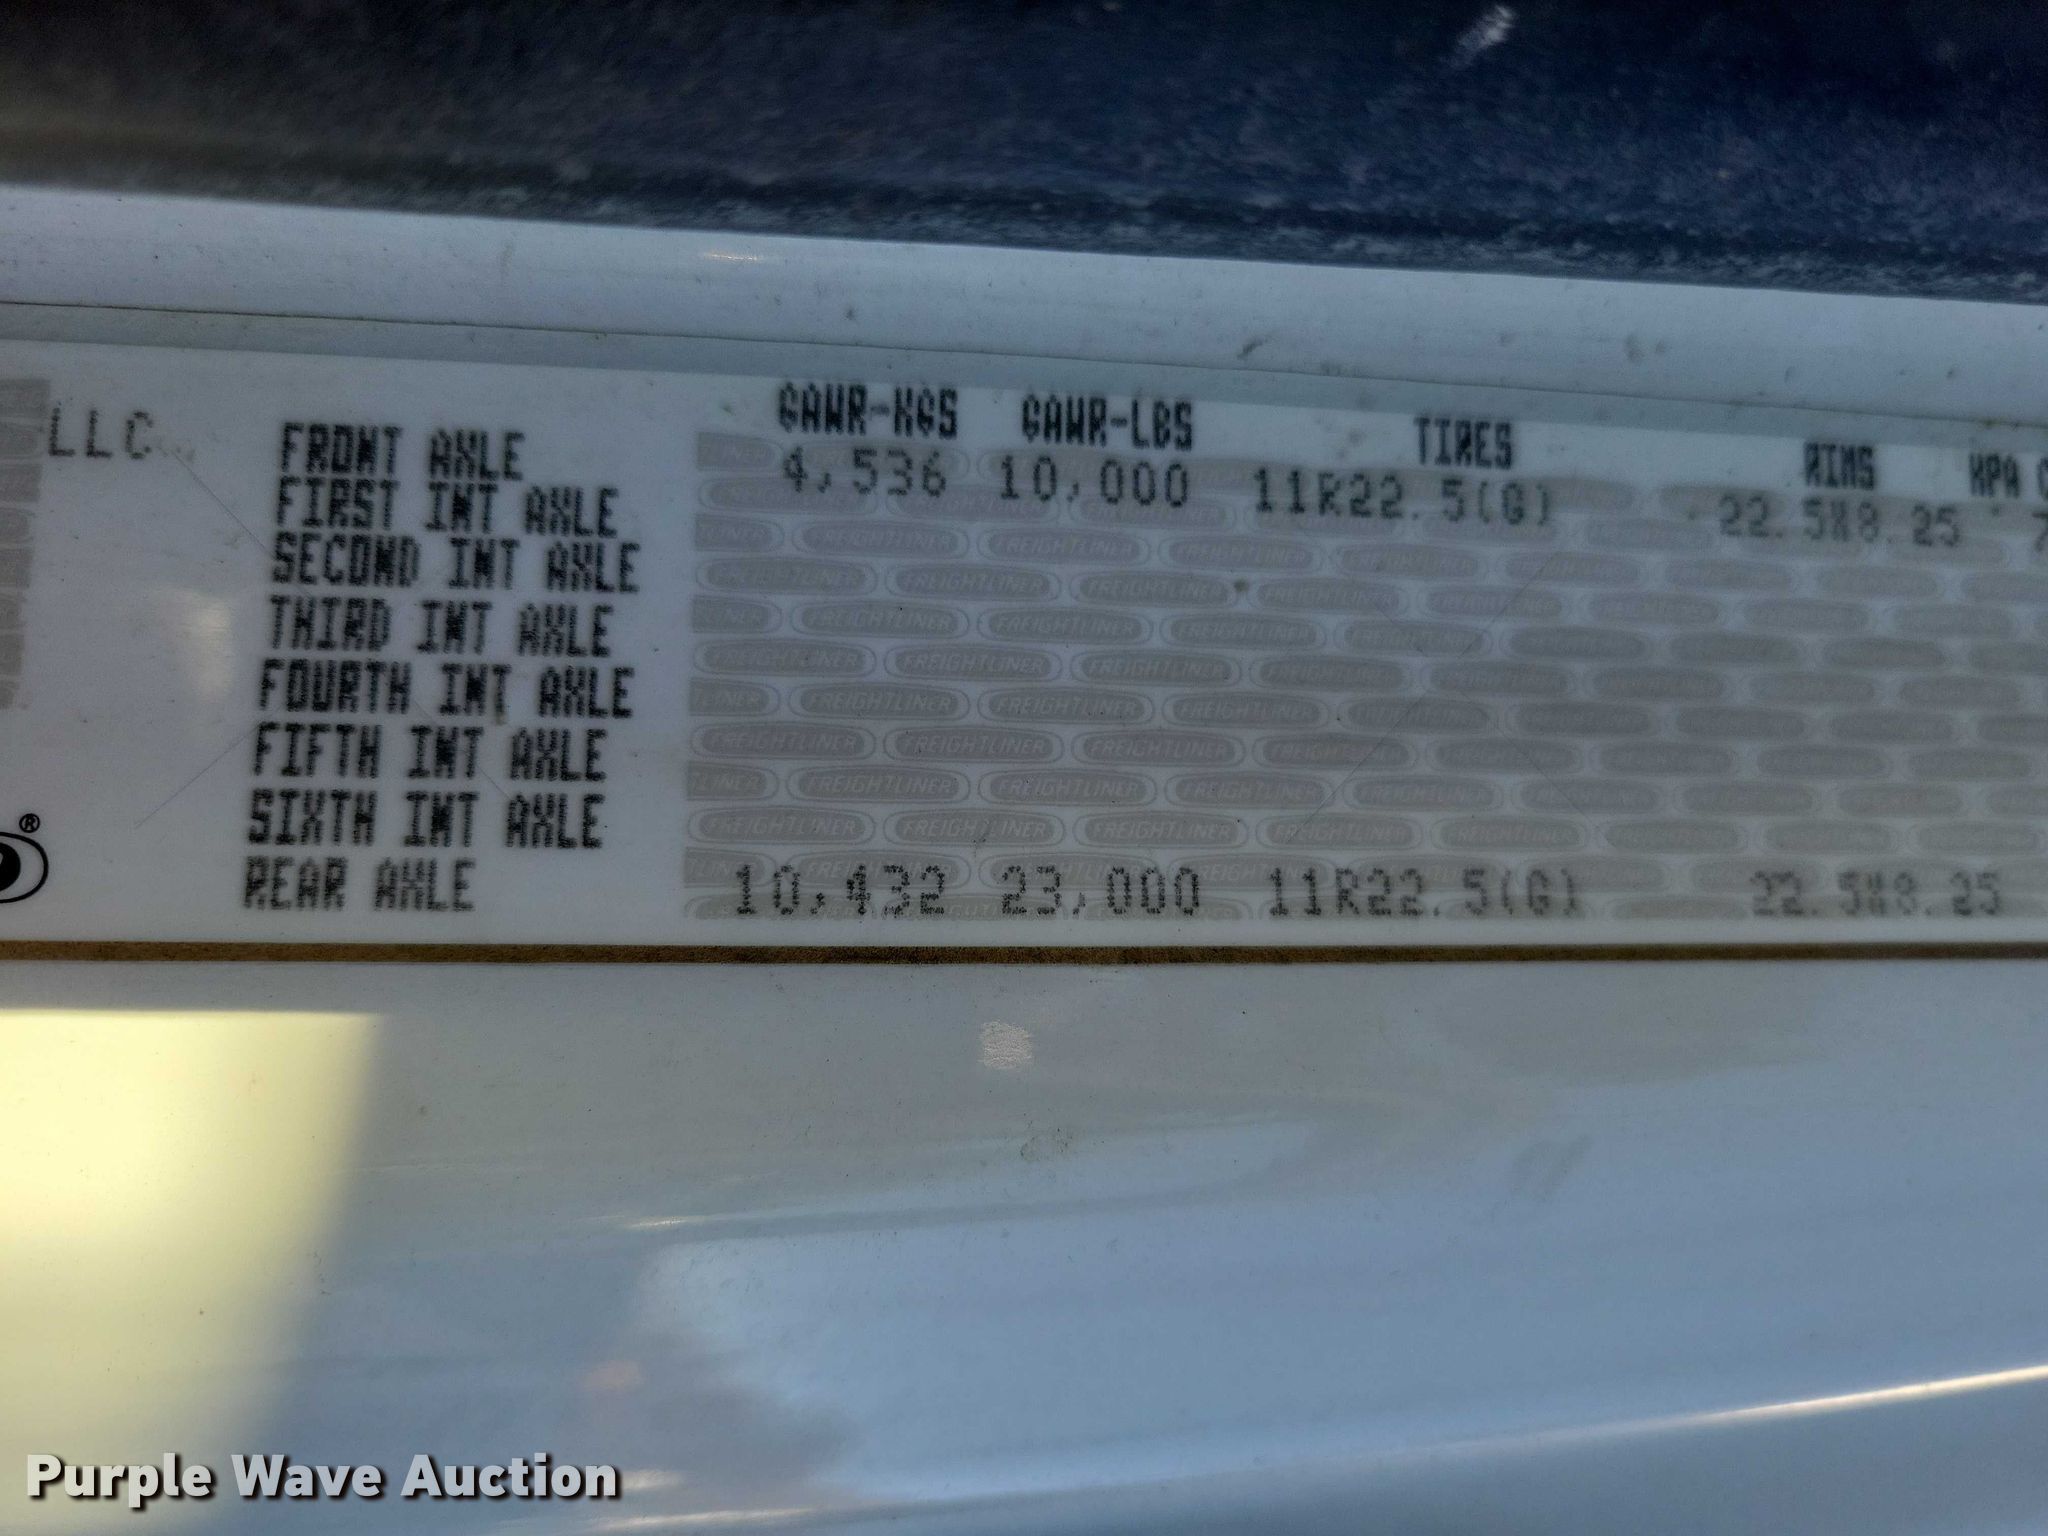 LLC
GAWR-KGS GAWR-LBS TIRES RIMS KPA
FRONT AXLE 4,536 10,000 11R22.5(G) 22.5X8.25
FIRST INT AXLE
SECOND INT AXLE
THIRD INT AXLE
FOURTH INT AXLE
FIFTH INT AXLE
SIXTH INT AXLE
REAR AXLE 10,432 23,000 11R22.5(G) 22.5X8.25
FREIGHTLINER
®
Purple Wave Auction